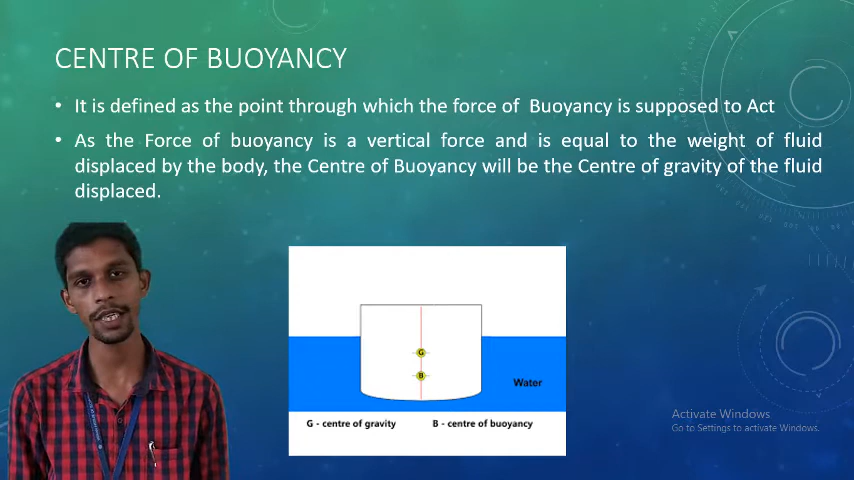 CENTRE OF BUOYANCY
• It is defined as the point through which the force of Buoyancy is supposed to Act
• As the Force of buoyancy is a vertical force and is equal to the weight of fluid
displaced by the body, the Centre of Buoyancy will be the Centre of gravity of the fluid
displaced.
G
B
Water
G - centre of gravity B - centre of buoyancy
Activate Windows
Go to Settings to activate Windows.